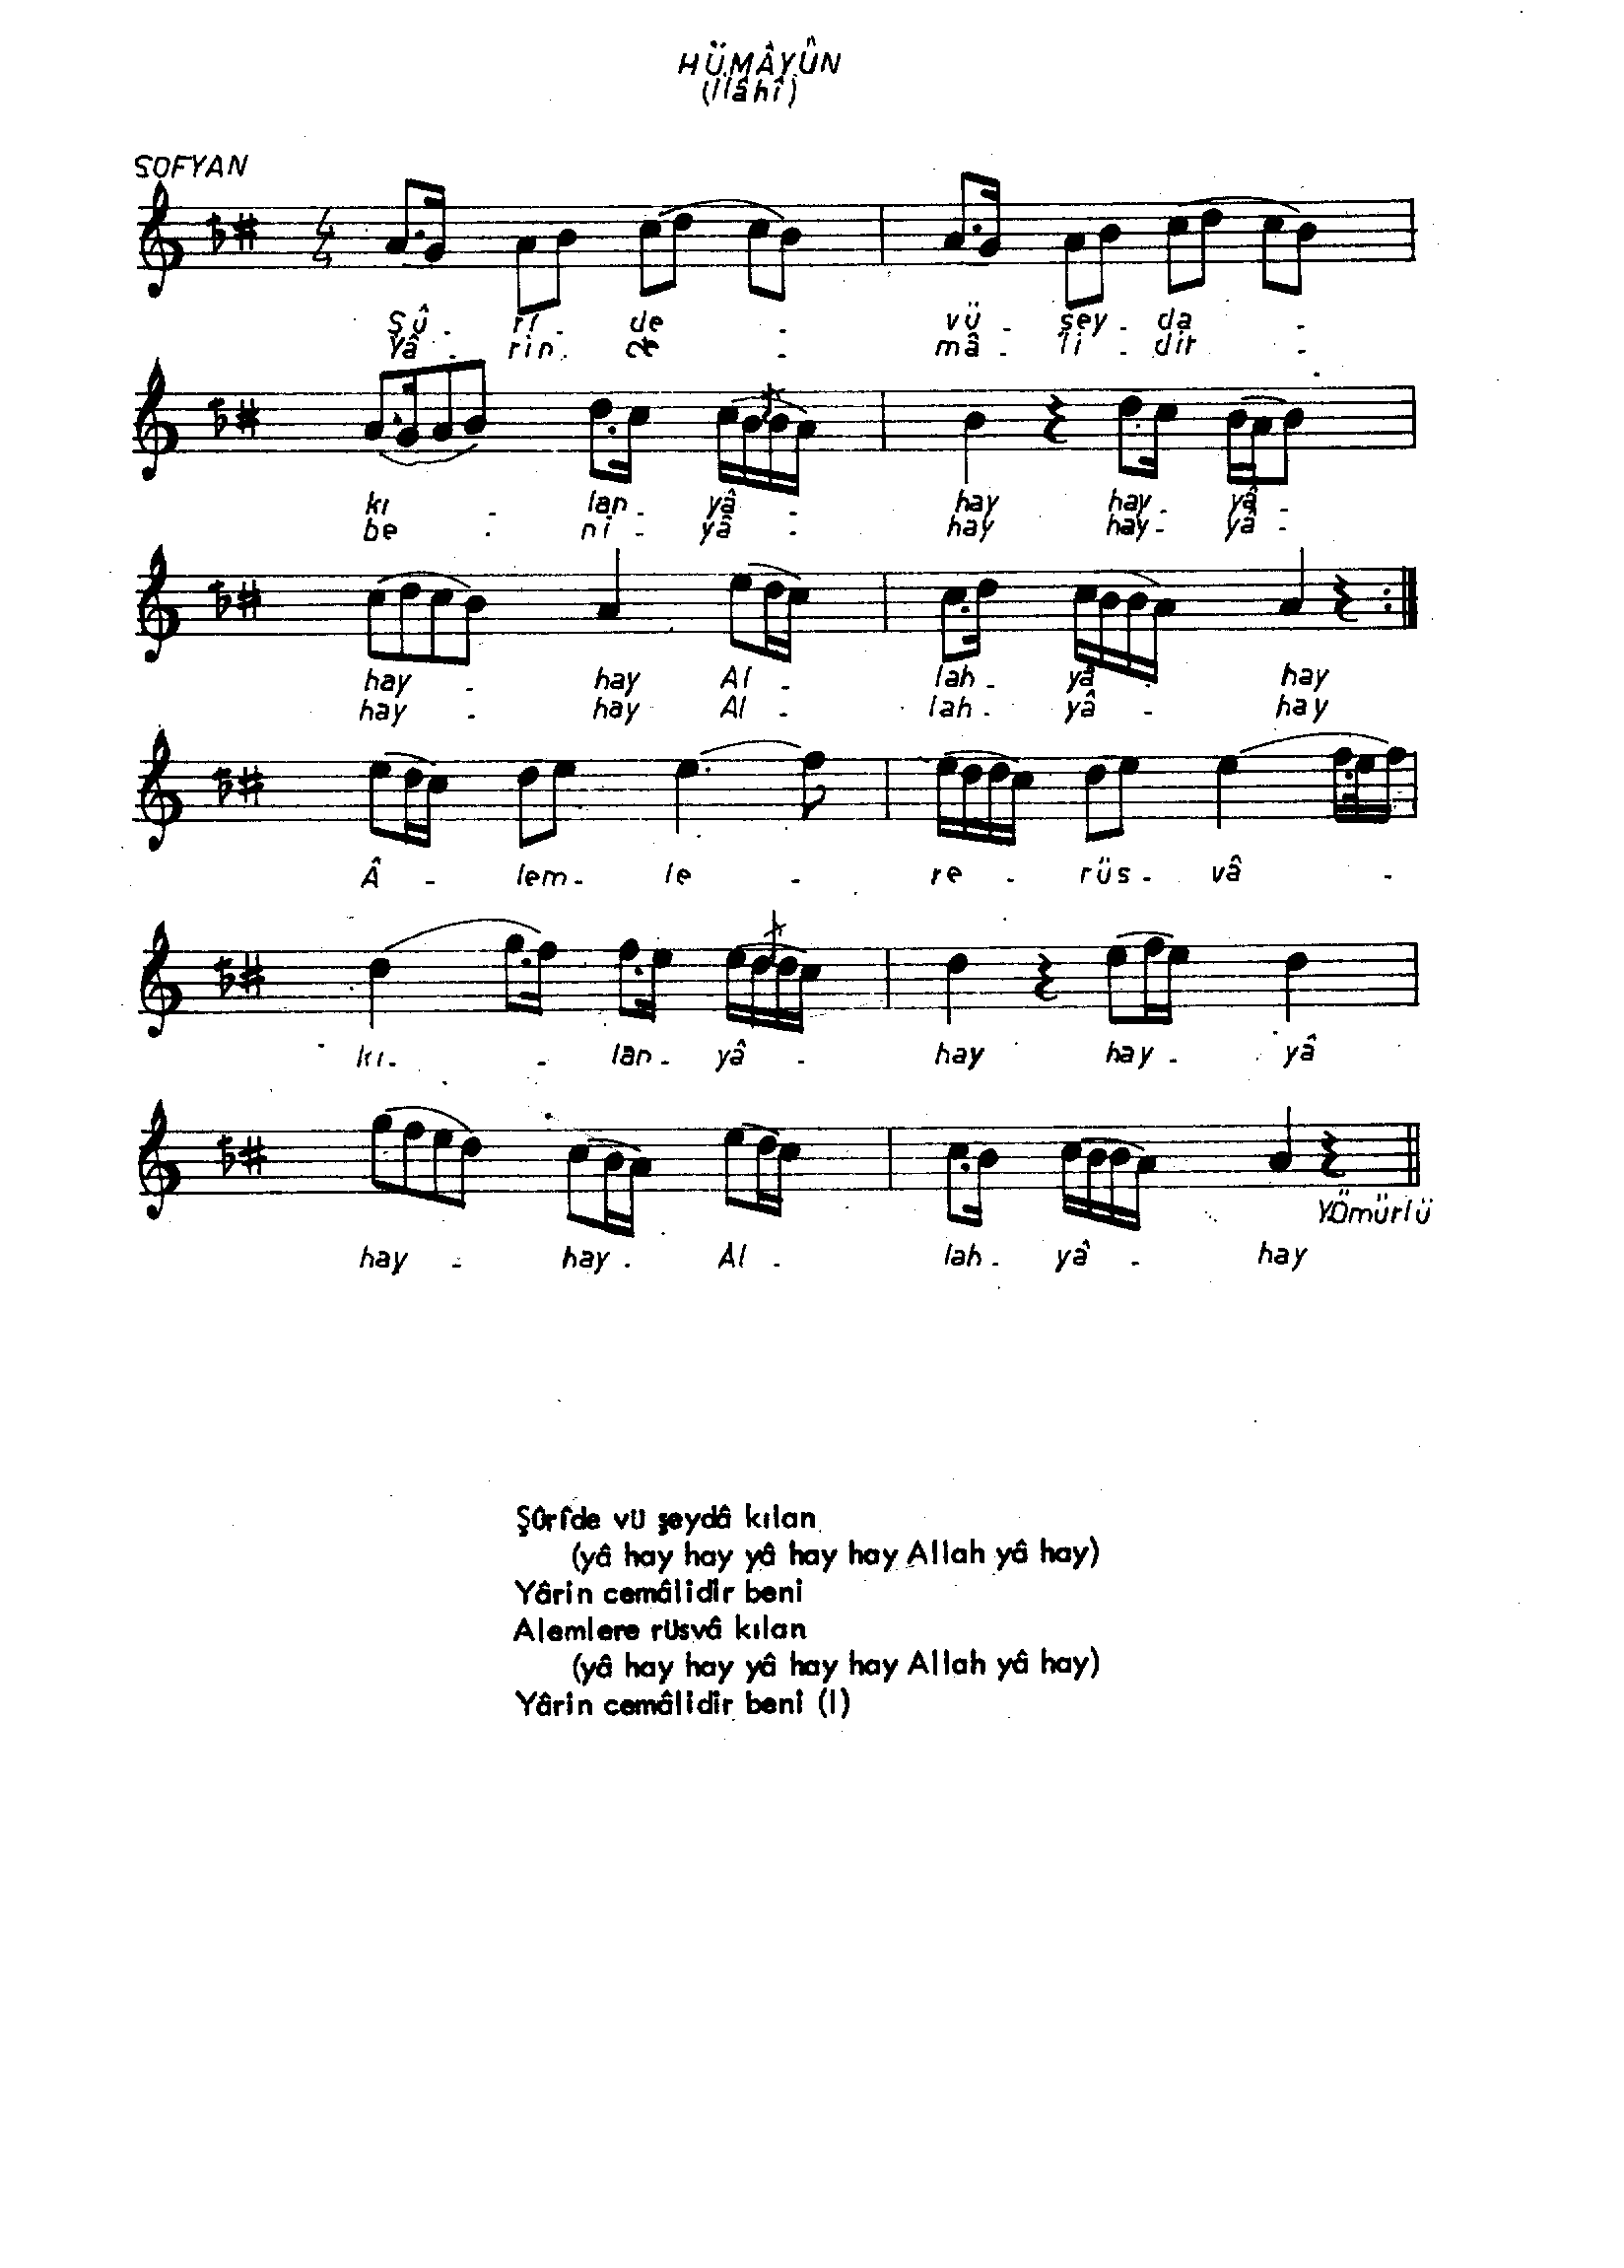 HÜMÂYÛN
(İlâhî)
SOFYAN
Şû - rî - de - vü - şey - da -
Yâ - rin - ce - mâ - li - dir -
kı - lan - yâ - hay hay - yâ -
be - ni - yâ - hay hay - yâ -
hay - hay Al - lah - yâ - hay
hay - hay Al - lah - yâ - hay
Â - lem - le - re - rüs - vâ -
kı - - lan - yâ - hay hay - yâ
hay - hay - Al - lah - yâ - hay
Y.Ömürlü
Şûrîde vü şeydâ kılan
(yâ hay hay yâ hay hay Allah yâ hay)
Yârin cemâlidir beni
Alemlere rüsvâ kılan
(yâ hay hay yâ hay hay Allah yâ hay)
Yârin cemâlidir beni (I)